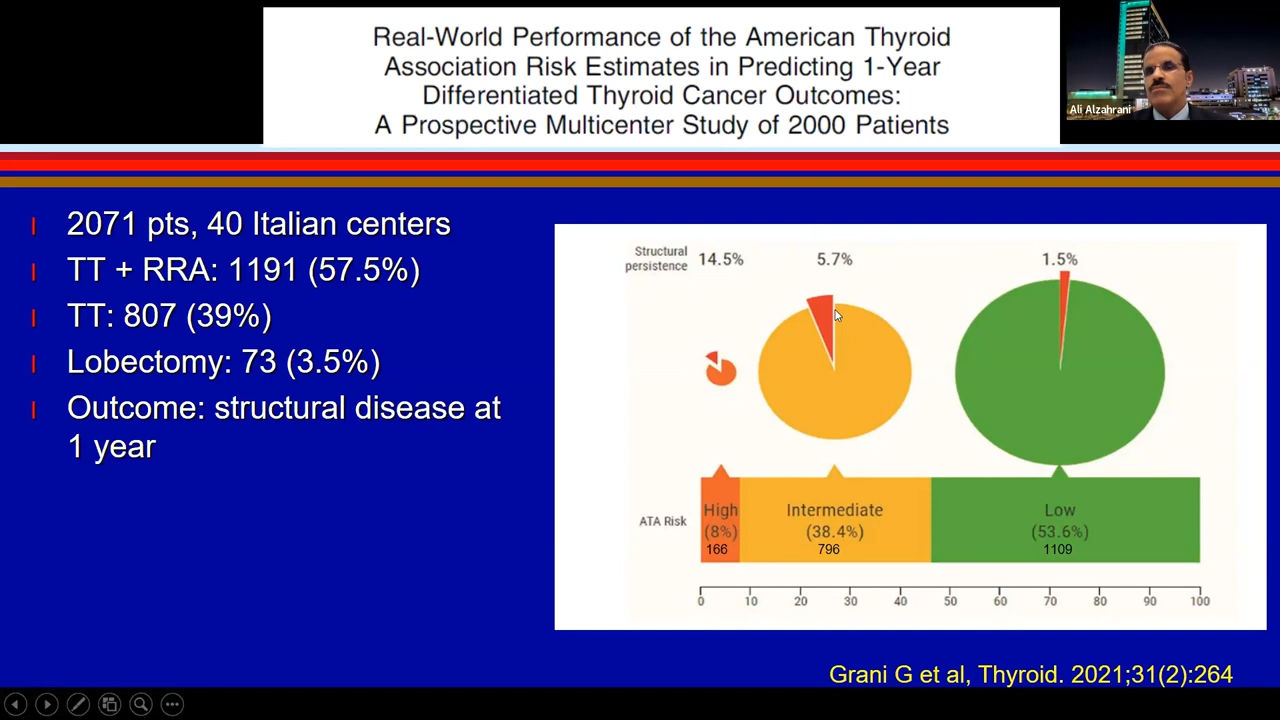 Real-World Performance of the American Thyroid
Association Risk Estimates in Predicting 1-Year
Differentiated Thyroid Cancer Outcomes:
A Prospective Multicenter Study of 2000 Patients
Ali Alzahrani
2071 pts, 40 Italian centers
TT + RRA: 1191 (57.5%)
TT: 807 (39%)
Lobectomy: 73 (3.5%)
Outcome: structural disease at
1 year
Structural
persistence
14.5% 5.7% 1.5%
ATA Risk
High
(8%)
166
Intermediate
(38.4%)
796
Low
(53.6%)
1109
0 10 20 30 40 50 60 70 80 90 100
Grani G et al, Thyroid. 2021;31(2):264